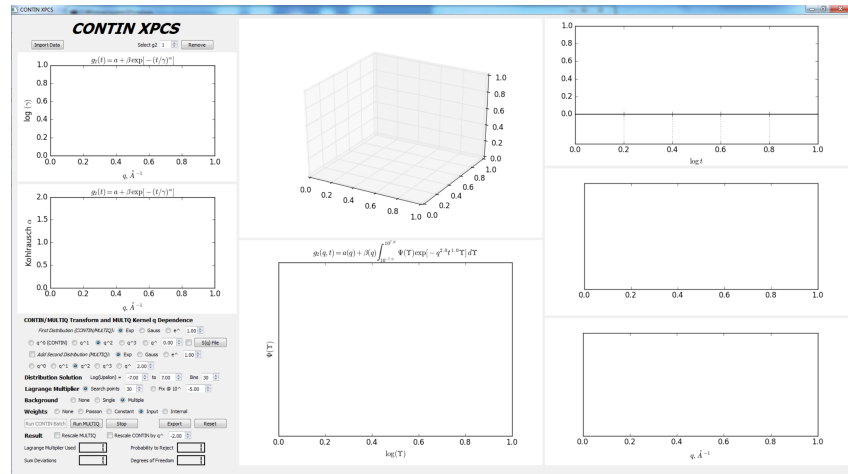 CONTIN XPCS
CONTIN XPCS
Import Data Select g2 1 Remove
g₂(t) = a + β exp[−(t/γ)^α]
log (γ)
1.0
0.8
0.6
0.4
0.2
0.0
0.0 0.2 0.4 0.6 0.8 1.0
q, Å⁻¹
g₂(t) = a + β exp[−(t/γ)^α]
Kohlrausch α
2.0
1.5
1.0
0.5
0.0
0.0 0.2 0.4 0.6 0.8 1.0
q, Å⁻¹
CONTIN/MULTIQ Transform and MULTQ Kernel q Dependence
First Distribution (CONTIN/MULTIQ): Exp Gauss e^ 1.00
q^0 (CONTIN) q^1 q^2 q^3 q^ 0.00 S(q) File
Add Second Distribution (MULTIQ): Exp Gauss e^ 1.00
q^0 q^1 q^2 q^3 q^ 2.00
Distribution Solution Log(Upsilon) = -7.00 to 7.00 Bins 30
Lagrange Multiplier Search points 30 Fix @ 10^ -5.00
Background None Single Multiple
Weights None Poisson Constant Input Internal
Run CONTIN Batch Run MULTIQ Stop Export Reset
Result Rescale MULTIQ Rescale CONTIN by q^ -2.00
Lagrange Multiplier Used Probability to Reject
Sum Deviations Degrees of Freedom
1.0
0.8
0.6
0.4
0.2
0.0
0.0 0.2 0.4 0.6 0.8 1.0
0.0 0.2 0.4 0.6 0.8 1.0
Ψ(Υ)
0.0 0.2 0.4 0.6 0.8 1.0
log(Υ)
1.0
0.8
0.6
0.4
0.2
0.0
0.0 0.2 0.4 0.6 1.0
log t
0.0 0.2 0.4 0.6 0.8 1.0
0.0 0.2 0.4 0.6 0.8 1.0
q, Å⁻¹